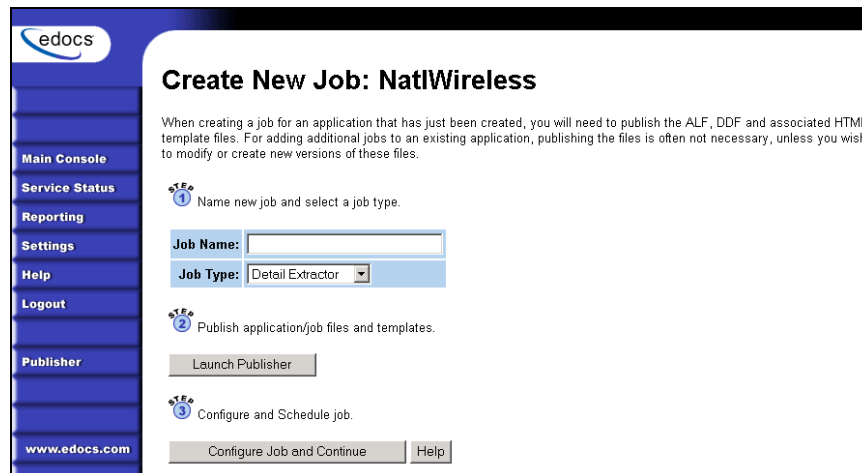 edocs
Main Console
Service Status
Reporting
Settings
Help
Logout
Publisher
www.edocs.com
Create New Job: NatlWireless
When creating a job for an application that has just been created, you will need to publish the ALF, DDF and associated HTM
template files. For adding additional jobs to an existing application, publishing the files is often not necessary, unless you wish
to modify or create new versions of these files.
STEP 1 Name new job and select a job type.
Job Name:
Job Type: Detail Extractor
STEP 2 Publish application/job files and templates.
Launch Publisher
STEP 3 Configure and Schedule job.
Configure Job and Continue Help